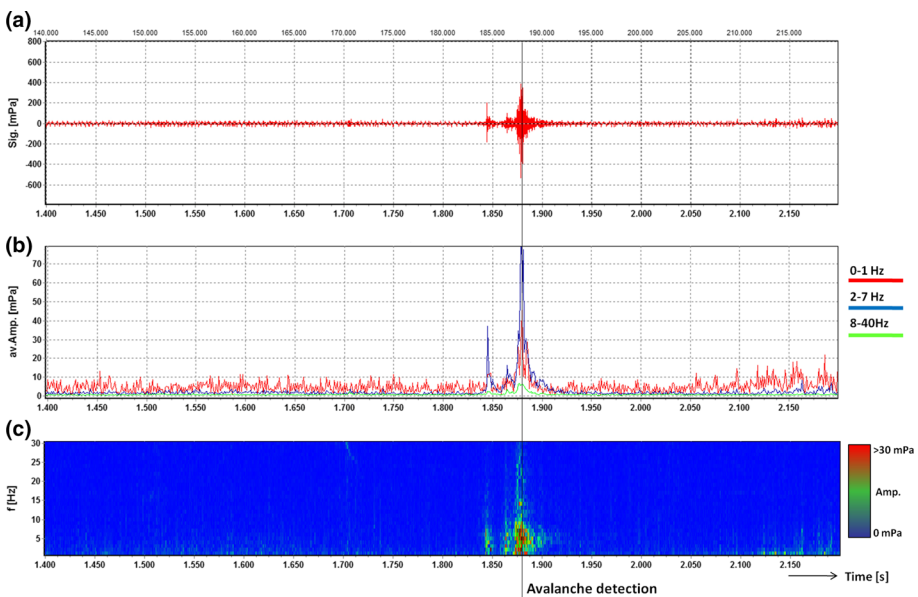 (a)
140.000 145.000 150.000 155.000 160.000 165.000 170.000 175.000 180.000 185.000 190.000 195.000 200.000 205.000 210.000 215.000
800
600
400
200
0
-200
-400
-600
Sig. [mPa]
1.400 1.450 1.500 1.550 1.600 1.650 1.700 1.750 1.800 1.850 1.900 1.950 2.000 2.050 2.100 2.150
(b)
70
60
50
40
30
20
10
0
av.Amp. [mPa]
0-1 Hz
2-7 Hz
8-40Hz
1.400 1.450 1.500 1.550 1.600 1.650 1.700 1.750 1.800 1.850 1.900 1.950 2.000 2.050 2.100 2.150
(c)
30
25
20
15
10
5
f [Hz]
>30 mPa
Amp.
0 mPa
1.400 1.450 1.500 1.550 1.600 1.650 1.700 1.750 1.800 1.850 1.900 1.950 2.000 2.050 2.100 2.150
Time [s]
Avalanche detection